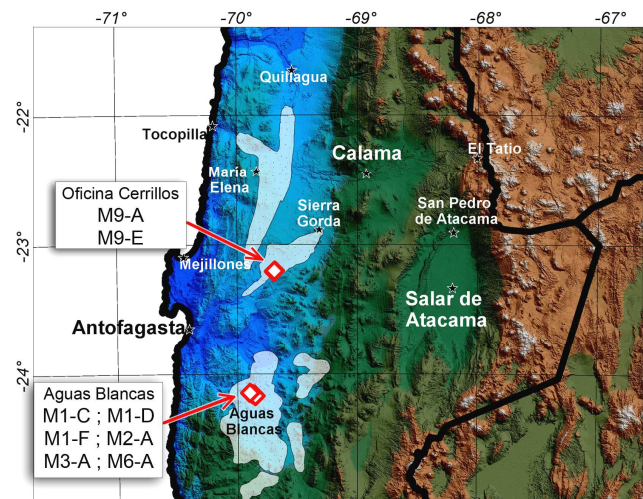 -71° -70° -69° -68° -67°
Quillagua
-22°
Tocopilla
El Tatio
Calama
María
Elena
Oficina Cerrillos
M9-A
M9-E
Sierra
Gorda
San Pedro
de Atacama
-23°
Mejillones
Salar de
Atacama
Antofagasta
-24°
Aguas Blancas
M1-C ; M1-D
M1-F ; M2-A
M3-A ; M6-A
Aguas
Blancas